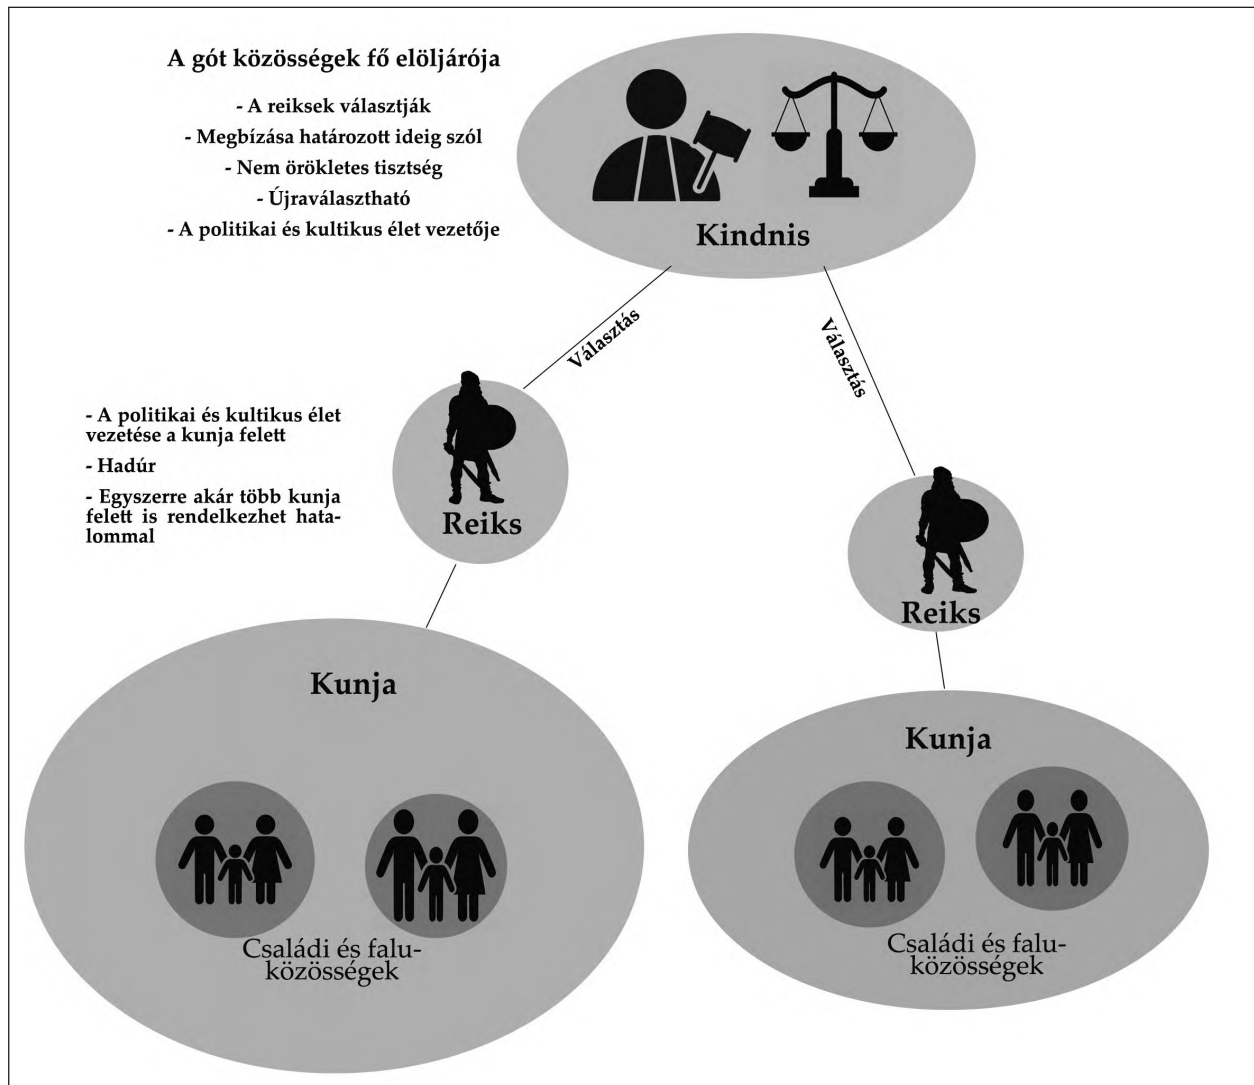 A gót közösségek fő elöljárója
- A reiksek választják
- Megbízása határozott ideig szól
- Nem örökletes tisztség
- Újraválasztható
- A politikai és kultikus élet vezetője
Kindnis
Választás
Választás
- A politikai és kultikus élet
vezetése a kunja felett
- Hadúr
- Egyszerre akár több kunja
felett is rendelkezhet hata-
lommal
Reiks
Reiks
Kunja
Családi és falu-
közösségek
Kunja
Családi és falu-
közösségek